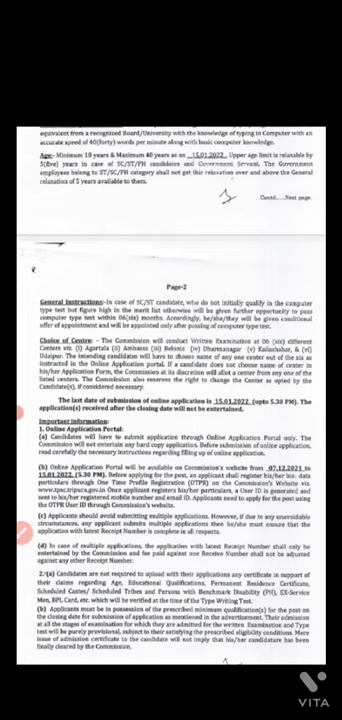 equivalent from a recognized Board/University with the knowledge of typing in Computer with an
accurate speed of 40(forty) words per minute along with basic computer knowledge.
Age:- Minimum 18 years & Maximum 40 years as on 15.01.2022. Upper age limit is relaxable by
5(five) years in case of SC/ST/PH candidates and Government Servant. The Government
employees belong to ST/SC/PH category shall not get this relaxation over and above the General
relaxation of 5 years available to them.
Contd.....Next page.
Page-2
General Instructions:-In case of SC/ST candidate, who do not initially qualify in the computer
type test but figure high in the merit list otherwise will be given further opportunity to pass
computer type test within 06(six) months. Accordingly, he/she/they will be given conditional
offer of appointment and will be appointed only after passing of computer type test.
Choice of Centre: - The Commission will conduct Written Examination at 06 (six) different
Centers viz. (i) Agartala (ii) Ambassa (iii) Belonia (iv) Dharmanagar (v) Kailashahar, & (vi)
Udaipur. The intending candidates will have to choose name of any one center out of the six as
instructed in the Online Application portal. If a candidate does not choose name of center in
his/her Application Form, the Commission at its discretion will allot a center from any one of the
listed centers. The Commission also reserves the right to change the Center as opted by the
Candidate(s), if considered necessary.
The last date of submission of online application is 15.01.2022 (upto 5.30 PM). The
application(s) received after the closing date will not be entertained.
Important information:
1. Online Application Portal:
(a) Candidates will have to submit application through Online Application Portal only. The
Commission will not entertain any hard copy application. Before submission of online application,
read carefully the necessary instructions regarding filling up of online application.
(b) Online Application Portal will be available on Commission's website from 07.12.2021 to
15.01.2022 (5.30 PM). Before applying for the post, an applicant shall register his/her bio- data
particulars through One Time Profile Registration (OTPR) on the Commission's Website viz.
www.tpsc.tripura.gov.in Once applicant registers his/her particulars, a User ID is generated and
sent to his/her registered mobile number and email ID. Applicants need to apply for the post using
the OTPR User ID through Commission's website.
(c) Applicants should avoid submitting multiple applications. However, if due to any unavoidable
circumstances, any applicant submits multiple applications then he/she must ensure that the
application with latest Receipt Number is complete in all respects.
(d) In case of multiple applications, the application with latest Receipt Number shall only be
entertained by the Commission and fee paid against one Receive Number shall not be adjusted
against any other Receipt Number.
2.(a) Candidates are not required to upload with their applications any certificate in support of
their claims regarding Age, Educational Qualifications, Permanent Residence Certificate,
Scheduled Castes/ Scheduled Tribes and Persons with Benchmark Disability (PH), EX-Service
Men, BPL Card, etc. which will be verified at the time of the Type Writing Test.
(b) Applicants must be in possession of the prescribed minimum qualification(s) for the post on
the closing date for submission of application as mentioned in the advertisement. Their admission
at all the stages of examination for which they are admitted for the written Examination and Type
test will be purely provisional, subject to their satisfying the prescribed eligibility conditions. Mere
issue of admission certificate to the candidate will not imply that his/her candidature has been
finally cleared by the Commission.
MADE WITH
VITA